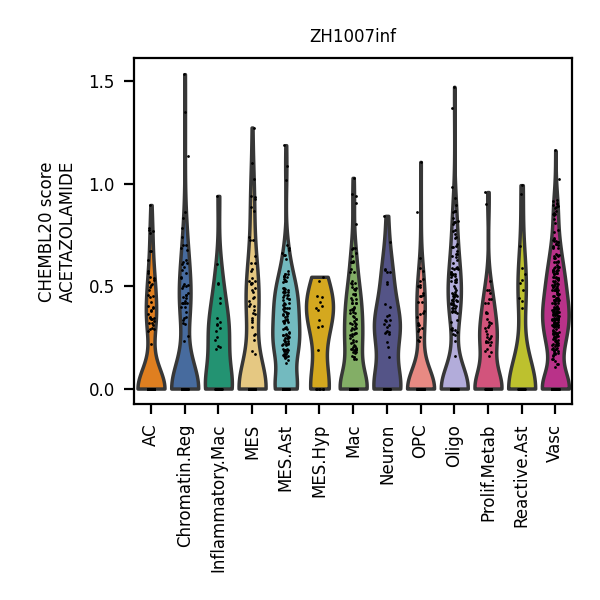 ZH1007inf
CHEMBL20 score
ACETAZOLAMIDE
1.5
1.0
0.5
0.0
AC
Chromatin.Reg
Inflammatory.Mac
MES
MES.Ast
MES.Hyp
Mac
Neuron
OPC
Oligo
Prolif.Metab
Reactive.Ast
Vasc